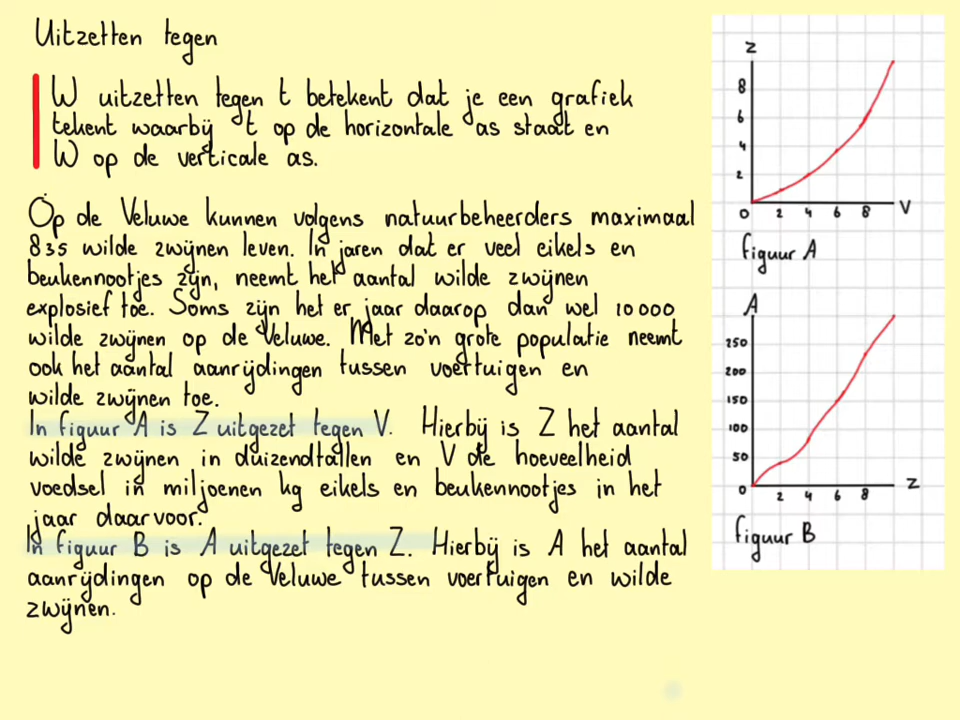 Uitzetten tegen
W uitzetten tegen t betekent dat je een grafiek
tekent waarbij t op de horizontale as staat en
W op de verticale as.
Op de Veluwe kunnen volgens natuurbeheerders maximaal
835 wilde zwijnen leven. In jaren dat er veel eikels en
beukennootjes zijn, neemt het aantal wilde zwijnen
explosief toe. Soms zijn het er jaar daarop dan wel 10 000
wilde zwijnen op de Veluwe. Met zo'n grote populatie neemt
ook het aantal aanrijdingen tussen voertuigen en
wilde zwijnen toe.
In figuur A is Z uitgezet tegen V. Hierbij is Z het aantal
wilde zwijnen in duizendtallen en V de hoeveelheid
voedsel in miljoenen kg eikels en beukennootjes in het
jaar daarvoor.
In figuur B is A uitgezet tegen Z. Hierbij is A het aantal
aanrijdingen op de Veluwe tussen voertuigen en wilde
zwijnen.
Z
8
6
4
2
0 2 4 6 8 V
figuur A
A
250
200
150
100
50
0 2 4 6 8 Z
figuur B